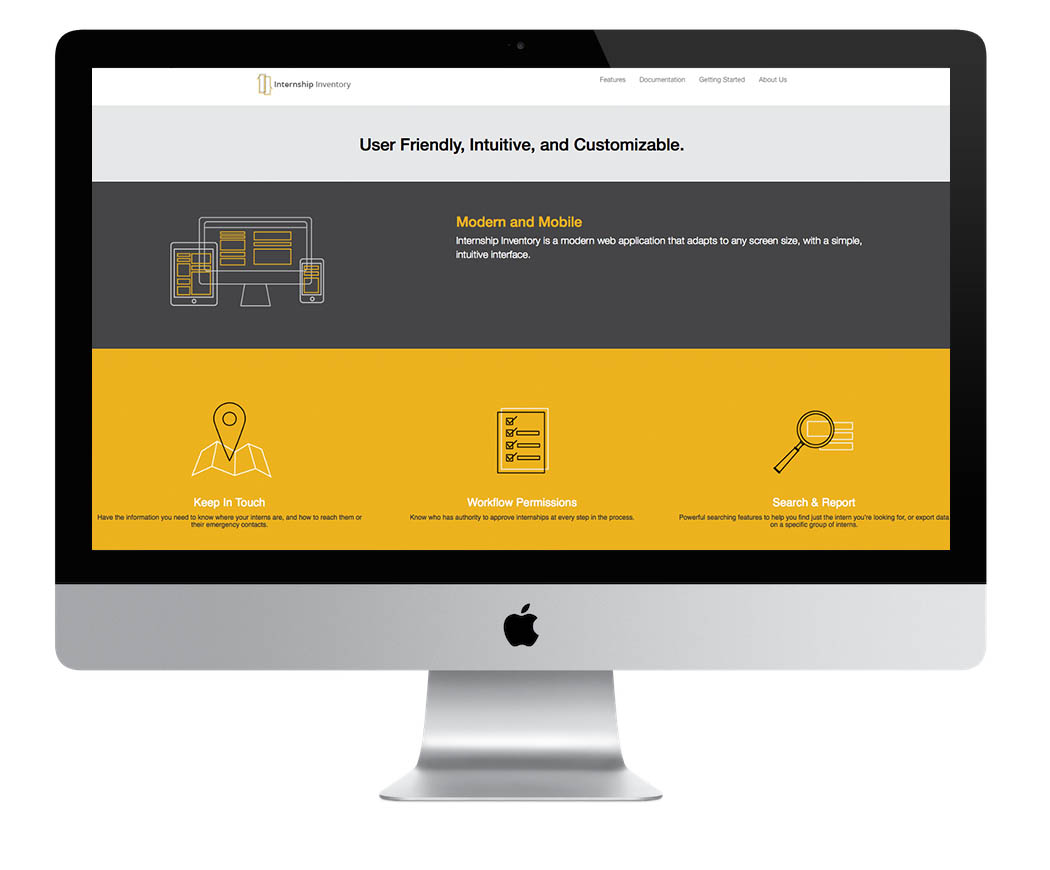 Internship Inventory
Features Documentation Getting Started About Us
User Friendly, Intuitive, and Customizable.
Modern and Mobile
Internship Inventory is a modern web application that adapts to any screen size, with a simple,
intuitive interface.
Keep In Touch
Have the information you need to know where your interns are, and how to reach them or
their emergency contacts.
Workflow Permissions
Know who has authority to approve internships at every step in the process.
Search & Report
Powerful searching features to help you find just the intern you're looking for, or export data
on a specific group of interns.